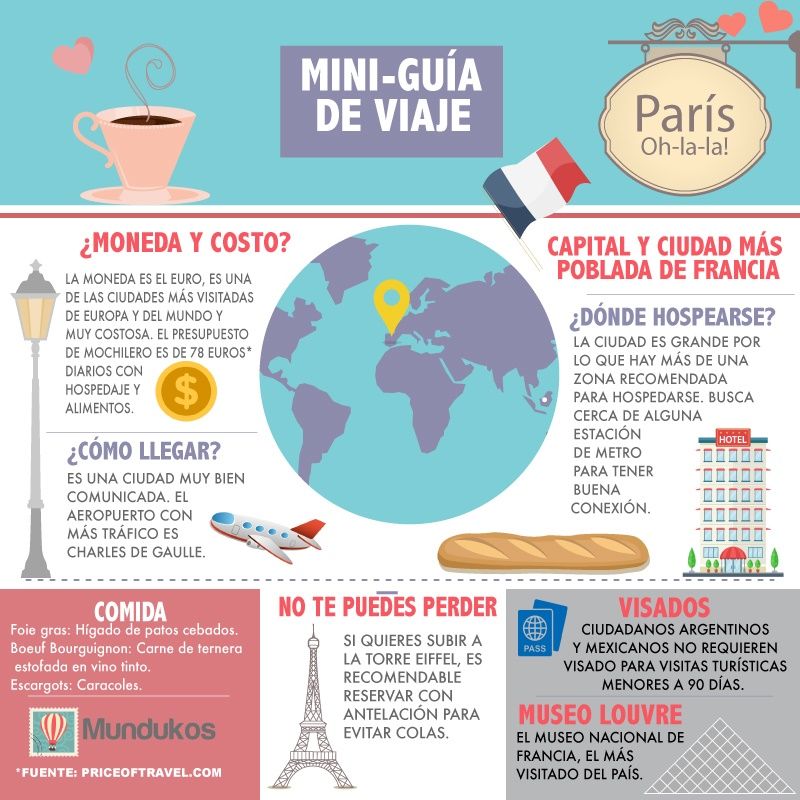 MINI-GUÍA
DE VIAJE
París
Oh-la-la!
¿MONEDA Y COSTO?
LA MONEDA ES EL EURO, ES UNA
DE LAS CIUDADES MÁS VISITADAS
DE EUROPA Y DEL MUNDO Y
MUY COSTOSA. EL PRESUPUESTO
DE MOCHILERO ES DE 78 EUROS*
DIARIOS CON
HOSPEDAJE Y
ALIMENTOS.
$
¿CÓMO LLEGAR?
ES UNA CIUDAD MUY BIEN
COMUNICADA. EL
AEROPUERTO CON
MÁS TRÁFICO ES
CHARLES DE GAULLE.
CAPITAL Y CIUDAD MÁS
POBLADA DE FRANCIA
¿DÓNDE HOSPEARSE?
LA CIUDAD ES GRANDE POR
LO QUE HAY MÁS DE UNA
ZONA RECOMENDADA
PARA HOSPEDARSE. BUSCA
CERCA DE ALGUNA
ESTACIÓN
DE METRO
PARA TENER
BUENA
CONEXIÓN.
HOTEL
COMIDA
Foie gras: Hígado de patos cebados.
Boeuf Bourguignon: Carne de ternera
estofada en vino tinto.
Escargots: Caracoles.
Mundukos
*FUENTE: PRICEOFTRAVEL.COM
NO TE PUEDES PERDER
SI QUIERES SUBIR A
LA TORRE EIFFEL, ES
RECOMENDABLE
RESERVAR CON
ANTELACIÓN PARA
EVITAR COLAS.
VISADOS
PASS
CIUDADANOS ARGENTINOS
Y MEXICANOS NO REQUIEREN
VISADO PARA VISITAS TURÍSTICAS
MENORES A 90 DÍAS.
MUSEO LOUVRE
EL MUSEO NACIONAL DE
FRANCIA, EL MÁS
VISITADO DEL PAÍS.